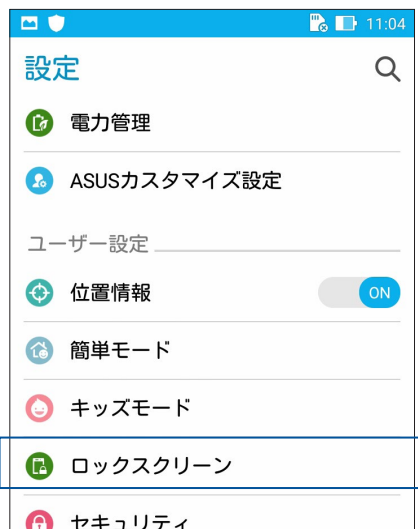 11:04
設定
電力管理
ASUSカスタマイズ設定
ユーザー設定
位置情報
ON
簡単モード
キッズモード
ロックスクリーン
セキュリティ